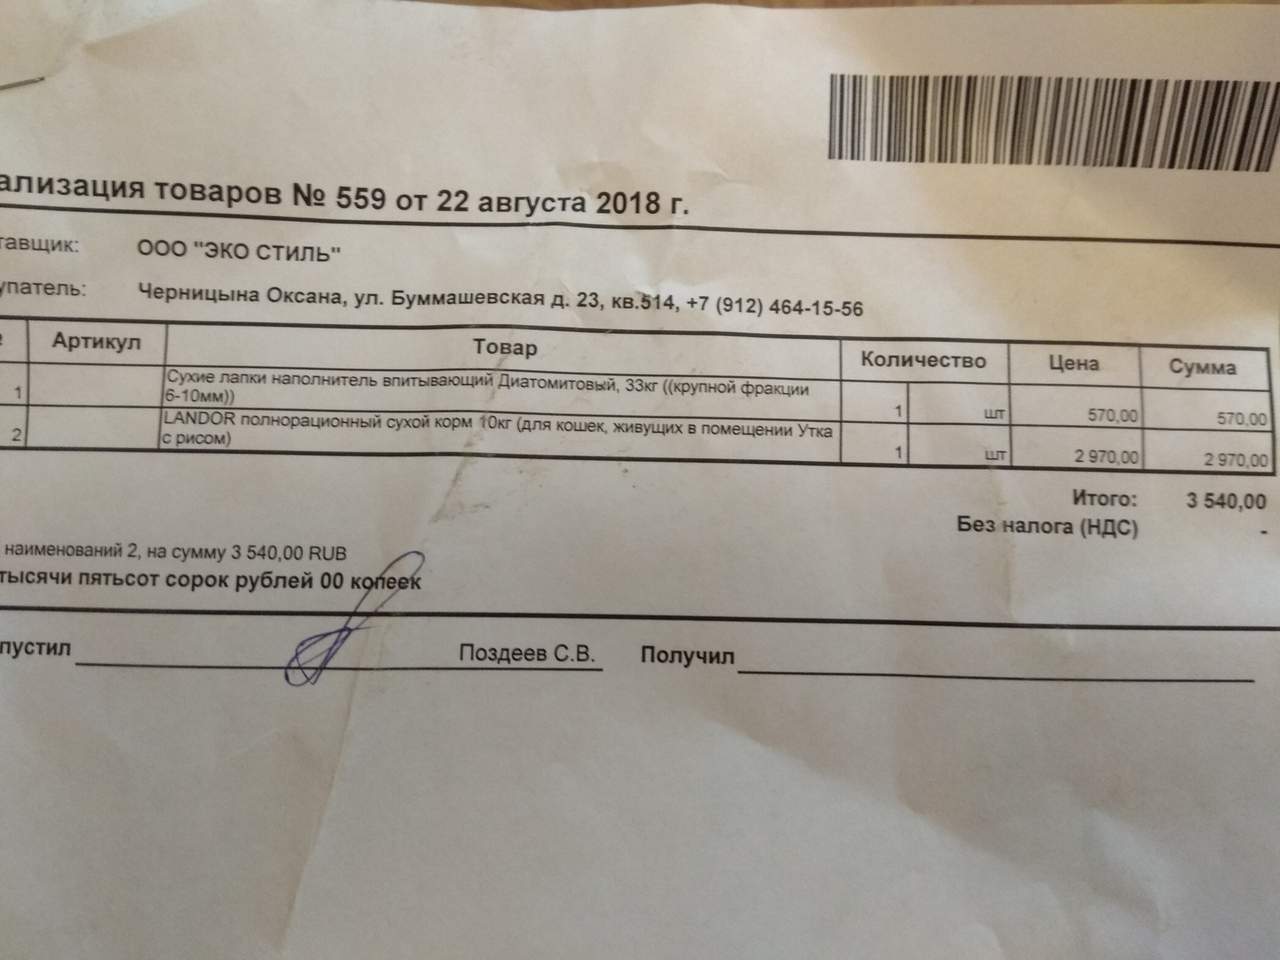 ализация товаров № 559 от 22 августа 2018 г.
тавщик: ООО "ЭКО СТИЛЬ"
упатель: Черницына Оксана, ул. Буммашевская д. 23, кв.514, +7 (912) 464-15-56
Артикул Товар Количество Цена Сумма
1 Сухие лапки наполнитель впитывающий Диатомитовый, 33кг ((крупной фракции
6-10мм)) 1 шт 570,00 570,00
2 LANDOR полнорационный сухой корм 10кг (для кошек, живущих в помещении Утка
с рисом) 1 шт 2 970,00 2 970,00
Итого: 3 540,00
Без налога (НДС) -
наименований 2, на сумму 3 540,00 RUB
тысячи пятьсот сорок рублей 00 копеек
пустил Поздеев С.В. Получил